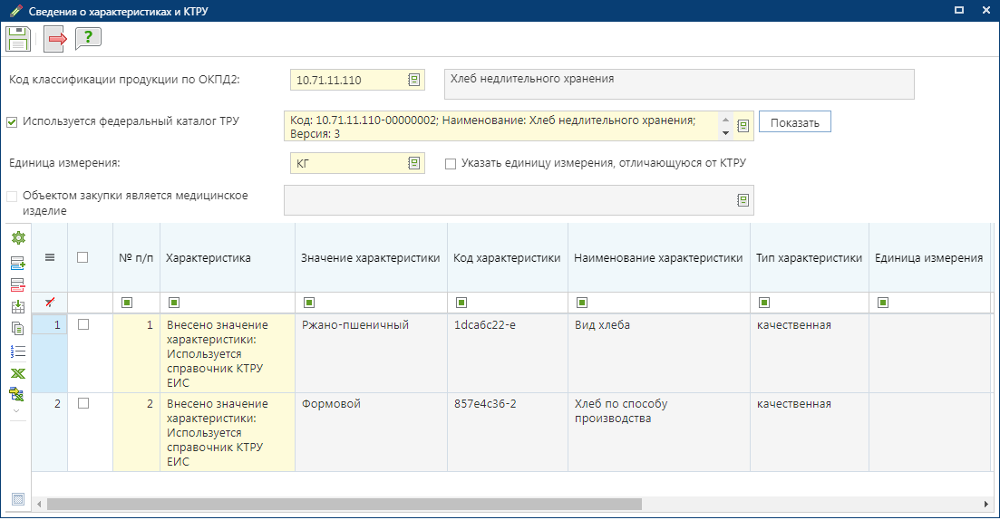 Сведения о характеристиках и КТРУ
?
Код классификации продукции по ОКПД2:
10.71.11.110
Хлеб недлительного хранения
Используется федеральный каталог ТРУ
Код: 10.71.11.110-00000002; Наименование: Хлеб недлительного хранения;
Версия: 3
Показать
Единица измерения:
КГ
Указать единицу измерения, отличающуюся от КТРУ
Объектом закупки является медицинское
изделие
№ п/п
Характеристика
Значение характеристики
Код характеристики
Наименование характеристики
Тип характеристики
Единица измерения
1
1
Внесено значение
характеристики:
Используется
справочник КТРУ
ЕИС
Ржано-пшеничный
1dca6c22-e
Вид хлеба
качественная
2
2
Внесено значение
характеристики:
Используется
справочник КТРУ
ЕИС
Формовой
857e4c36-2
Хлеб по способу
производства
качественная